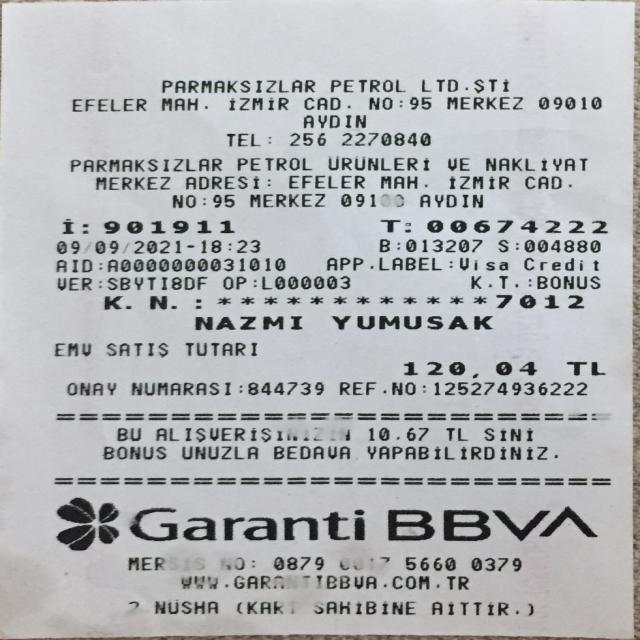 PARMAKSIZLAR PETROL LTD.ŞTİ
EFELER MAH. İZMİR CAD. NO:95 MERKEZ 09010
AYDIN
TEL: 256 2270840
PARMAKSIZLAR PETROL ÜRÜNLERİ VE NAKLİYAT
MERKEZ ADRESİ: EFELER MAH. İZMİR CAD.
NO:95 MERKEZ AYDIN
İ:901911 T:00674222
09/09/2021-18:23 B:013207 S:004880
AID:A0000000031010 APP.LABEL:Visa Credit
VER:SBYTI8DF OP:L000003 K.T.:BONUS
K.N.:************7012
NAZMI YUMUSAK
EMV SATIŞ TUTARI
120,04 TL
ONAY NUMARASI:844739 REF.NO:125274936222
BU ALIŞVERİŞİNİZİN 10.67 TL SİNİ
BONUS UNUZLA BEDAVA YAPABİLİRDİNİZ.
Garanti BBVA
MERSIS NO: 0879 5660 0379
WWW.GARANTIBBVA.COM.TR
2.NÜSHA (KART SAHİBİNE AİTTİR.)